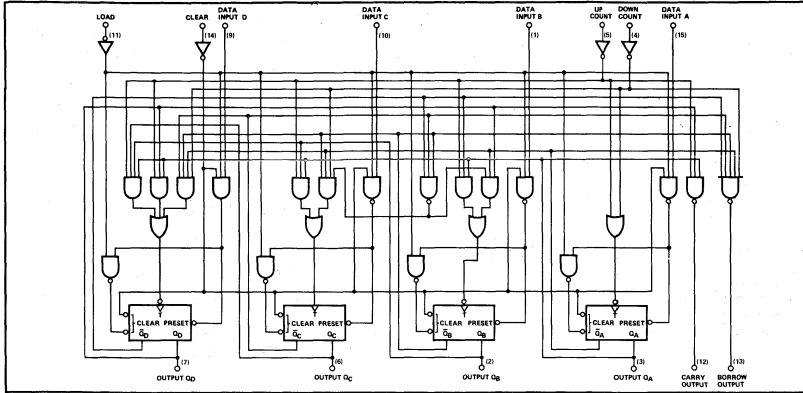 LOAD
CLEAR
DATA
INPUT D
DATA
INPUT C
DATA
INPUT B
UP
COUNT
DOWN
COUNT
DATA
INPUT A
(11)
(14)
(9)
(10)
(1)
(5)
(4)
(15)
CLEAR PRESET
Q̅D QD
CLEAR PRESET
Q̅C QC
CLEAR PRESET
Q̅B QB
CLEAR PRESET
Q̅A QA
(7)
(6)
(2)
(3)
(12)
(13)
OUTPUT QD
OUTPUT QC
OUTPUT QB
OUTPUT QA
CARRY
OUTPUT
BORROW
OUTPUT